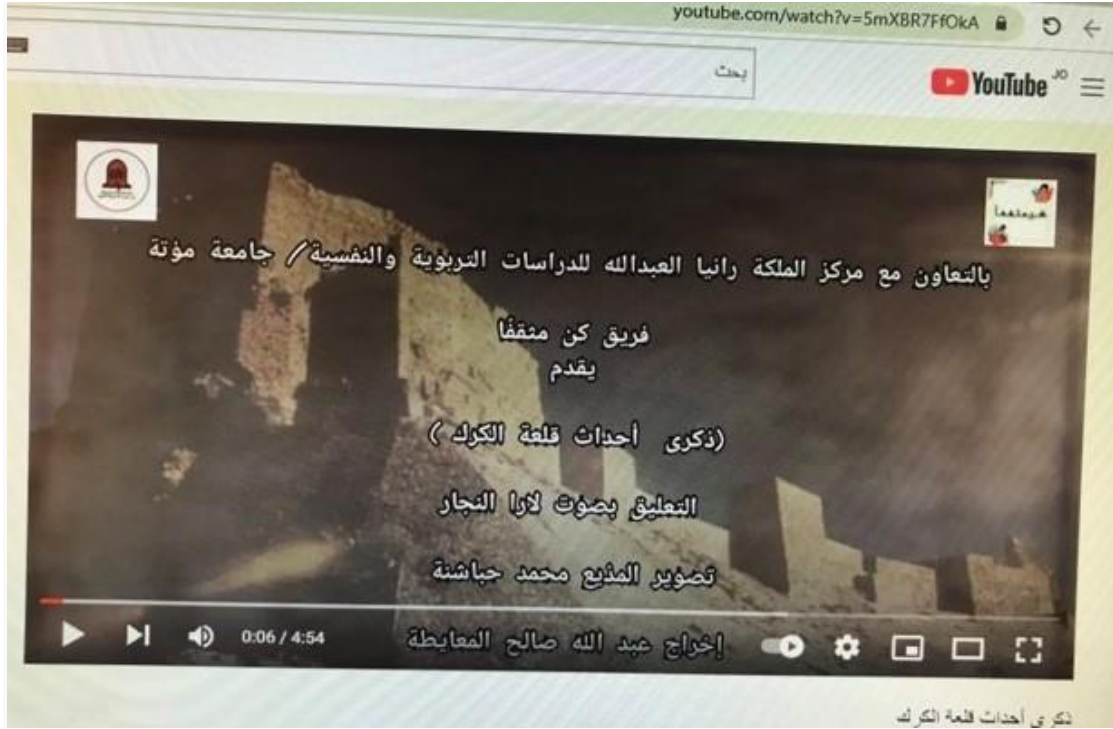 youtube.com/watch?v=5mXBR7FfOkA
YouTube JO
بحث
بالتعاون مع مركز الملكة رانيا العبدالله للدراسات التربوية والنفسية/ جامعة مؤتة
فريق كن مثقفًا
يقدم
(ذكرى أحداث قلعة الكرك )
التعليق بصوت لارا النجار
تصوير المذيع محمد حباشنة
إخراج عبد الله صالح المعايطة
0:06 / 4:54
ذكرى أحداث قلعة الكرك